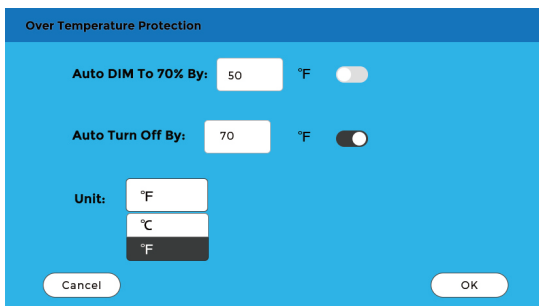 Over Temperature Protection
Auto DIM To 70% By: 50 °F
Auto Turn Off By: 70 °F
Unit: °F
°C
°F
Cancel OK